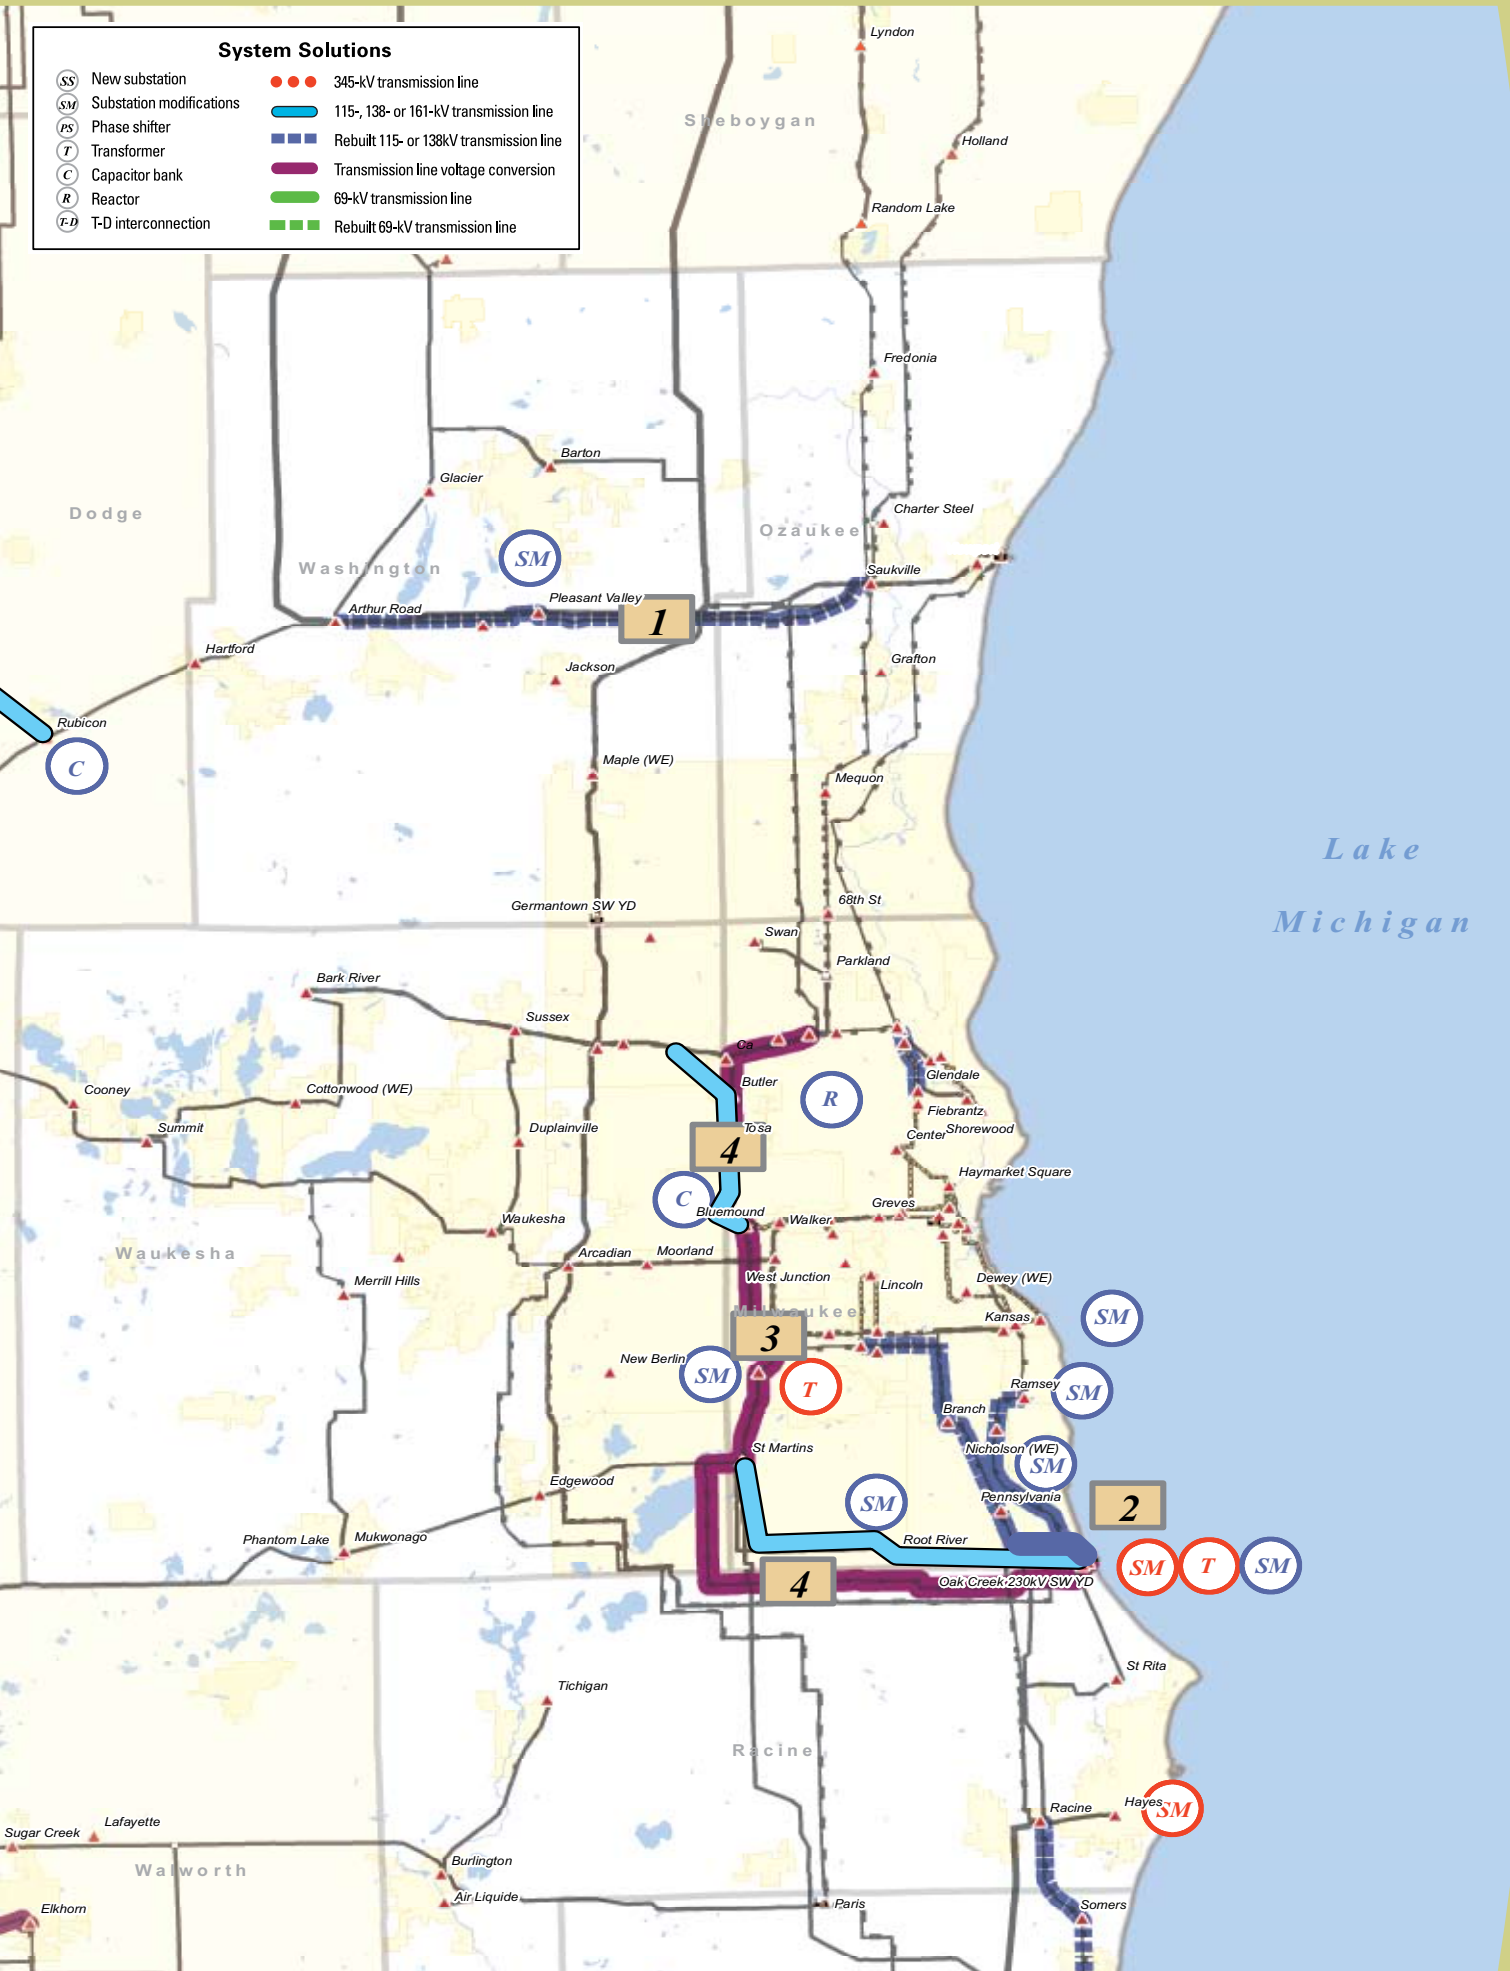 System Solutions
SS New substation
SM Substation modifications
PS Phase shifter
T Transformer
C Capacitor bank
R Reactor
T-D T-D interconnection
345-kV transmission line
115-, 138- or 161-kV transmission line
Rebuilt 115- or 138kV transmission line
Transmission line voltage conversion
69-kV transmission line
Rebuilt 69-kV transmission line
Lyndon
Sheboygan
Holland
Random Lake
Fredonia
Barton
Glacier
Dodge
Charter Steel
Ozaukee
SM
Washington
Saukville
Pleasant Valley
Arthur Road
1
Hartford
Grafton
Jackson
Rubicon
C
Maple (WE)
Mequon
Lake
Michigan
68th St
Germantown SW YD
Swan
Parkland
Bark River
Sussex
Ca
Glendale
Butler
Cooney
Cottonwood (WE)
R
Fiebrantz
Summit
Duplainville
Tosa
Shorewood
Center
4
Haymarket Square
C
Greves
Bluemound
Walker
Waukesha
Waukesha
Arcadian
Moorland
West Junction
Dewey (WE)
Merrill Hills
Lincoln
Milwaukee
Kansas
SM
3
New Berlin
SM
T
Ramsey
SM
Branch
St Martins
Nicholson (WE)
SM
Edgewood
Pennsylvania
SM
2
Phantom Lake
Mukwonago
Root River
SM
T
SM
Oak Creek 230kV SW YD
4
St Rita
Tichigan
Racine
Hayes
SM
Racine
Lafayette
Sugar Creek
Burlington
Walworth
Air Liquide
Paris
Somers
Elkhorn